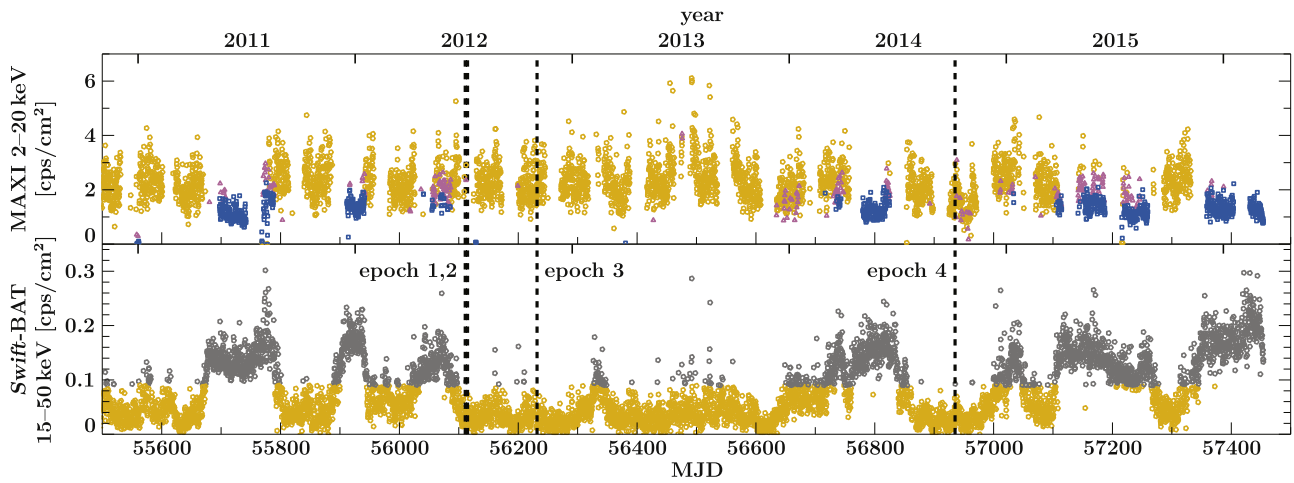 year
2011 2012 2013 2014 2015
MAXI 2–20 keV
[cps/cm²]
6
4
2
0
Swift-BAT
15–50 keV [cps/cm²]
0.3
0.2
0.1
0
epoch 1,2 epoch 3 epoch 4
55600 55800 56000 56200 56400 56600 56800 57000 57200 57400
MJD